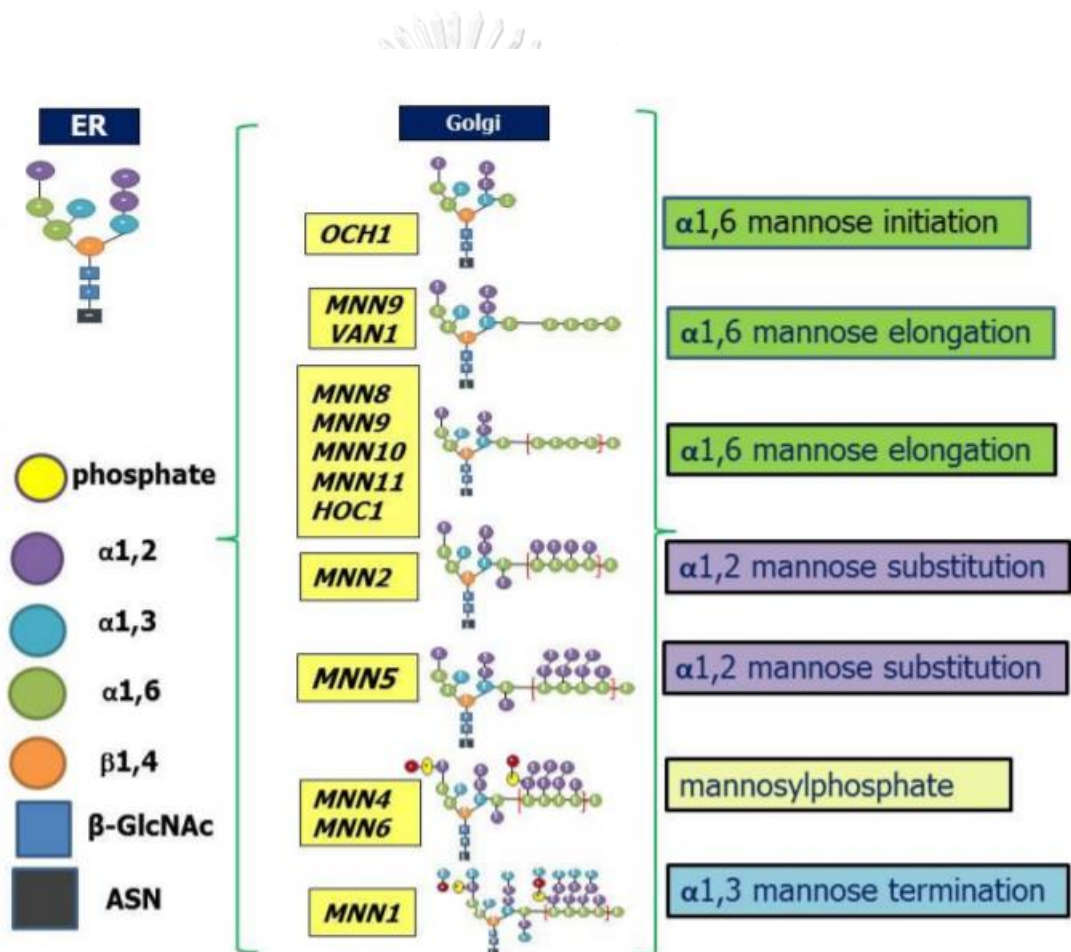 ER
Golgi
OCH1
α1,6 mannose initiation
MNN9
VAN1
α1,6 mannose elongation
MNN8
MNN9
MNN10
MNN11
HOC1
α1,6 mannose elongation
MNN2
α1,2 mannose substitution
MNN5
α1,2 mannose substitution
MNN4
MNN6
mannosylphosphate
MNN1
α1,3 mannose termination
phosphate
α1,2
α1,3
α1,6
β1,4
β-GlcNAc
ASN